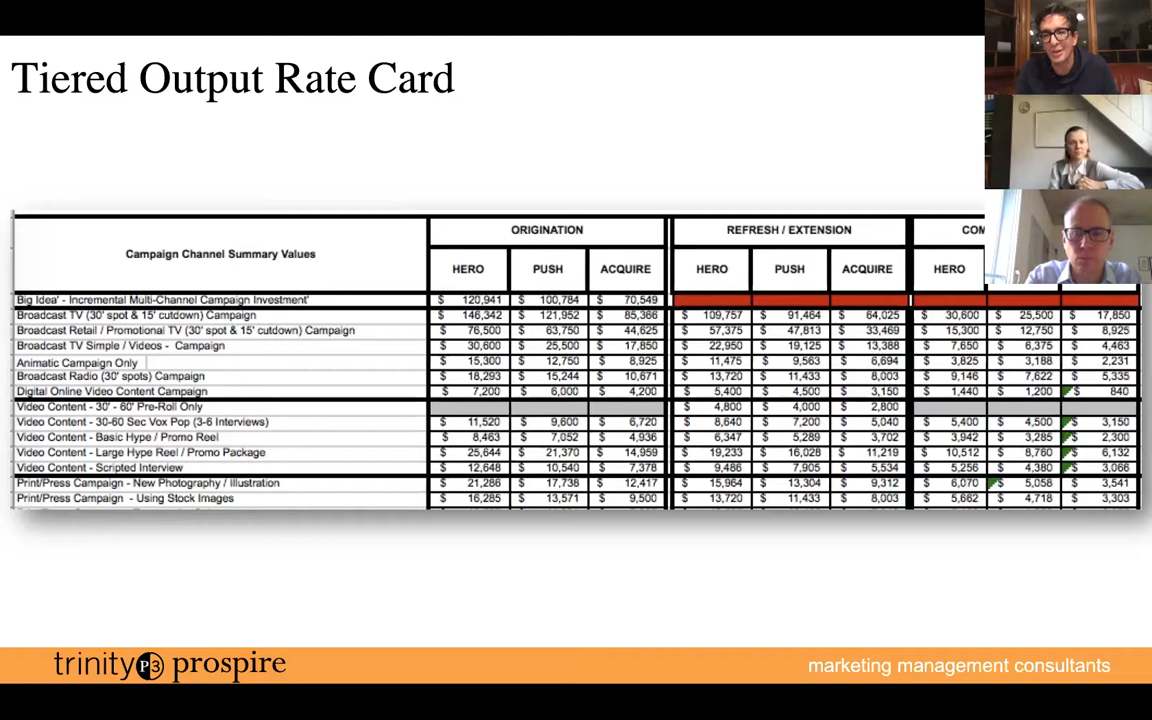 Tiered Output Rate Card
Campaign Channel Summary Values
ORIGINATION REFRESH / EXTENSION COM
HERO PUSH ACQUIRE HERO PUSH ACQUIRE HERO
Big Idea' - Incremental Multi-Channel Campaign Investment' $ 120,941 $ 100,784 $ 70,549
Broadcast TV (30' spot & 15' cutdown) Campaign $ 146,342 $ 121,952 $ 85,366 $ 109,757 $ 91,464 $ 64,025 $ 30,600 $ 25,500 $ 17,850
Broadcast Retail / Promotional TV (30' spot & 15' cutdown) Campaign $ 76,500 $ 63,750 $ 44,625 $ 57,375 $ 47,813 $ 33,469 $ 15,300 $ 12,750 $ 8,925
Broadcast TV Simple / Videos - Campaign $ 30,600 $ 25,500 $ 17,850 $ 22,950 $ 19,125 $ 13,388 $ 7,650 $ 6,375 $ 4,463
Animatic Campaign Only $ 15,300 $ 12,750 $ 8,925 $ 11,475 $ 9,563 $ 6,694 $ 3,825 $ 3,188 $ 2,231
Broadcast Radio (30' spots) Campaign $ 18,293 $ 15,244 $ 10,671 $ 13,720 $ 11,433 $ 8,003 $ 9,146 $ 7,622 $ 5,335
Digital Online Video Content Campaign $ 7,200 $ 6,000 $ 4,200 $ 5,400 $ 4,500 $ 3,150 $ 1,440 $ 1,200 $ 840
Video Content - 30' - 60' Pre-Roll Only $ 4,800 $ 4,000 $ 2,800
Video Content - 30-60 Sec Vox Pop (3-6 Interviews) $ 11,520 $ 9,600 $ 6,720 $ 8,640 $ 7,200 $ 5,040 $ 5,400 $ 4,500 $ 3,150
Video Content - Basic Hype / Promo Reel $ 8,463 $ 7,052 $ 4,936 $ 6,347 $ 5,289 $ 3,702 $ 3,942 $ 3,285 $ 2,300
Video Content - Large Hype Reel / Promo Package $ 25,644 $ 21,370 $ 14,959 $ 19,233 $ 16,028 $ 11,219 $ 10,512 $ 8,760 $ 6,132
Video Content - Scripted Interview $ 12,648 $ 10,540 $ 7,378 $ 9,486 $ 7,905 $ 5,534 $ 5,256 $ 4,380 $ 3,066
Print/Press Campaign - New Photography / Illustration $ 21,286 $ 17,738 $ 12,417 $ 15,964 $ 13,304 $ 9,312 $ 6,070 $ 5,058 $ 3,541
Print/Press Campaign - Using Stock Images $ 16,285 $ 13,571 $ 9,500 $ 13,720 $ 11,433 $ 8,003 $ 5,662 $ 4,718 $ 3,303
trinity P3 prospire
marketing management consultants